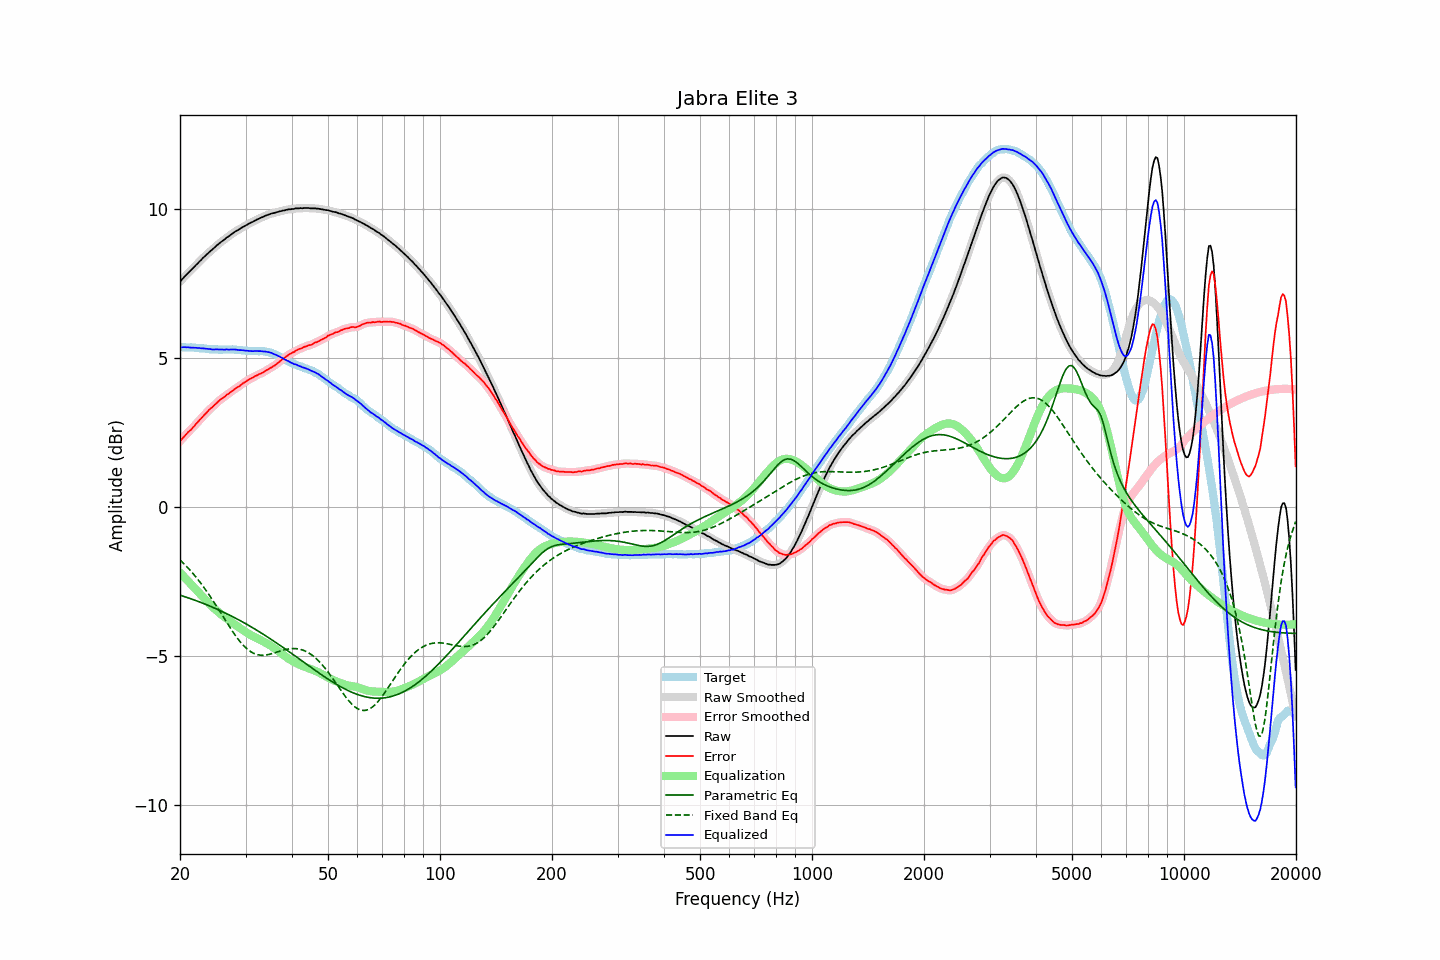 Jabra Elite 3
Amplitude (dBr)
10
5
0
−5
−10
Target
Raw Smoothed
Error Smoothed
Raw
Error
Equalization
Parametric Eq
Fixed Band Eq
Equalized
20 50 100 200 500 1000 2000 5000 10000 20000
Frequency (Hz)